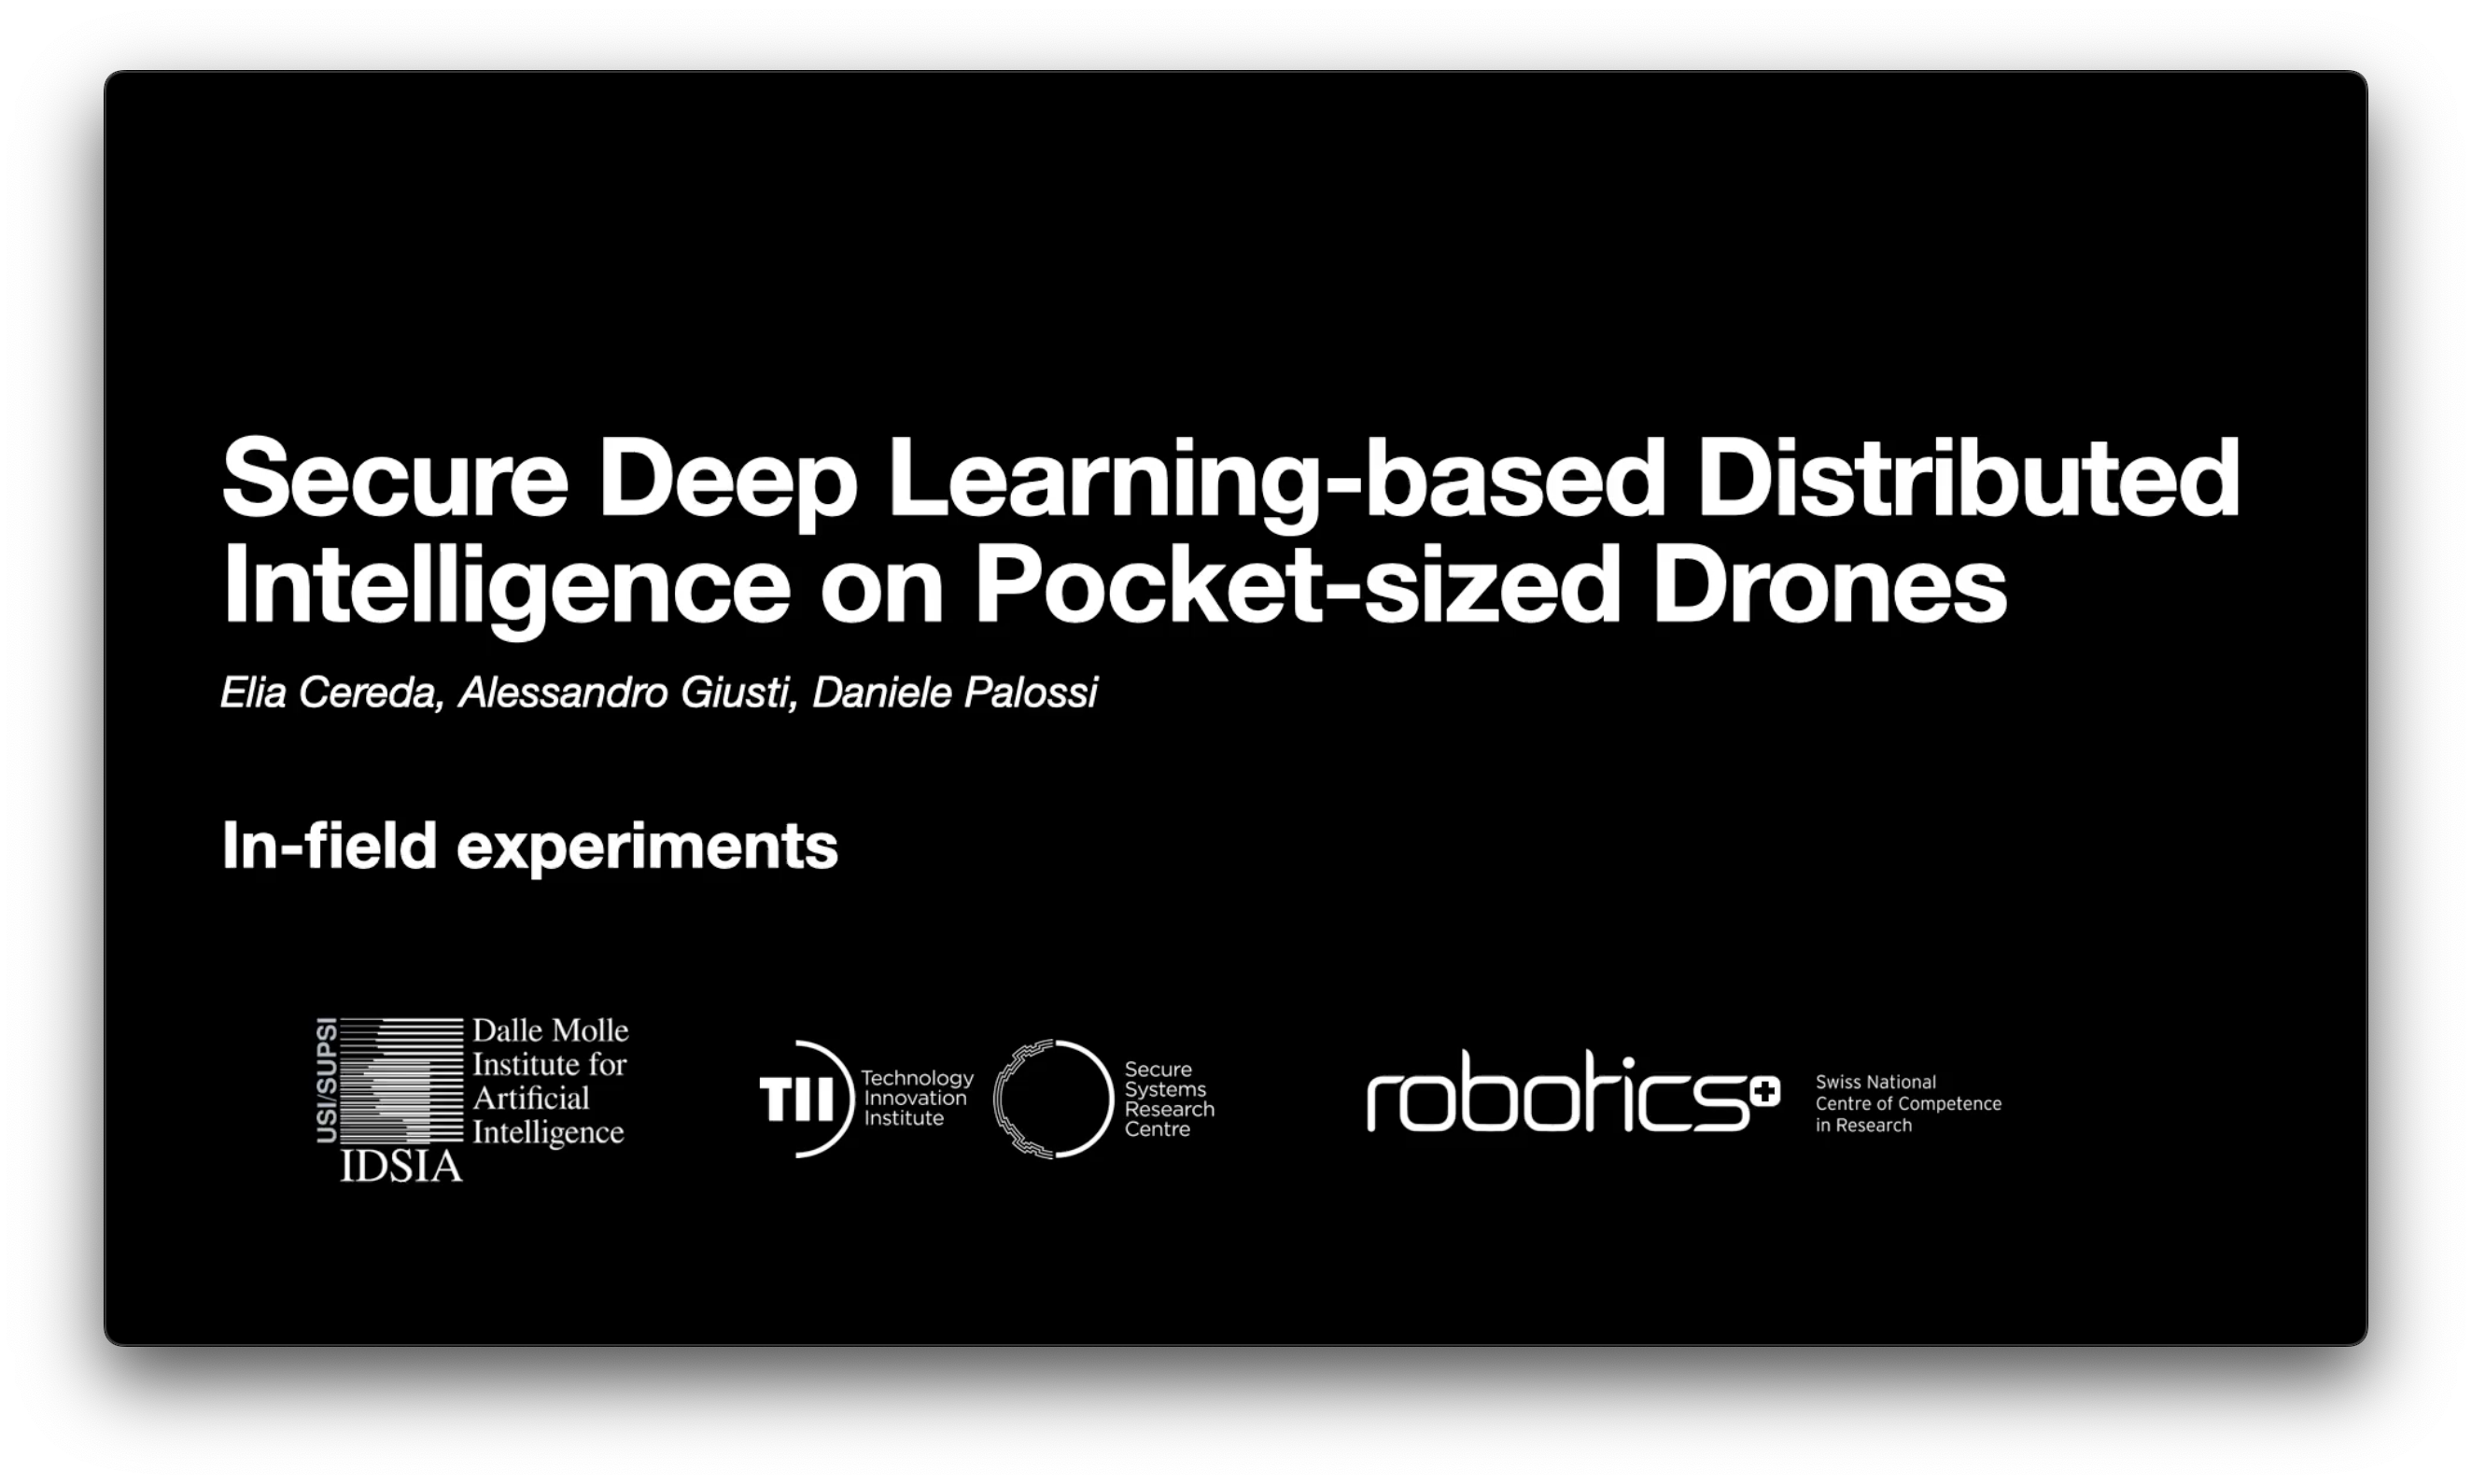 Secure Deep Learning-based Distributed
Intelligence on Pocket-sized Drones
Elia Cereda, Alessandro Giusti, Daniele Palossi
In-field experiments
USI/SUPSI
Dalle Molle
Institute for
Artificial
Intelligence
IDSIA
TII
Technology
Innovation
Institute
Secure
Systems
Research
Centre
robotics+
Swiss National
Centre of Competence
in Research